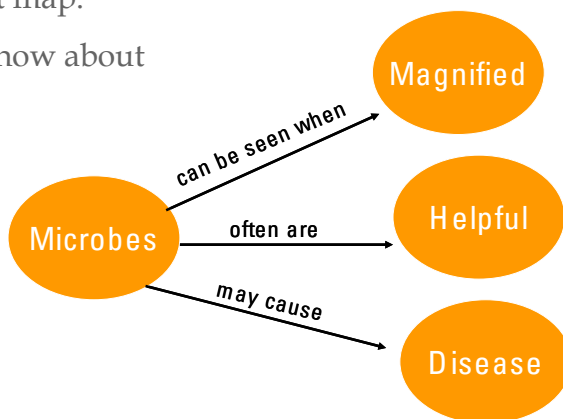 map.
now about
Magnified
can be seen when
Microbes
often are
Helpful
may cause
Disease